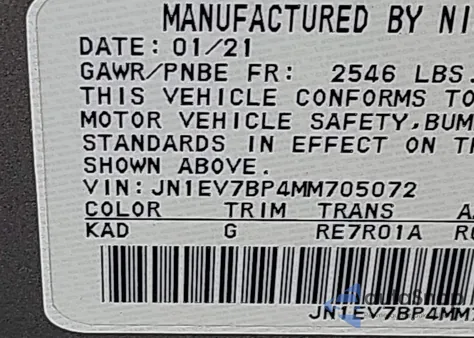 MANUFACTURED BY NI
DATE: 01/21
GAWR/PNBE FR: 2546 LBS
THIS VEHICLE CONFORMS TO
MOTOR VEHICLE SAFETY, BUM
STANDARDS IN EFFECT ON TH
SHOWN ABOVE.
VIN: JN1EV7BP4MM705072
COLOR TRIM TRANS A
KAD G RE7R01A R
JN1EV7BP4MM7